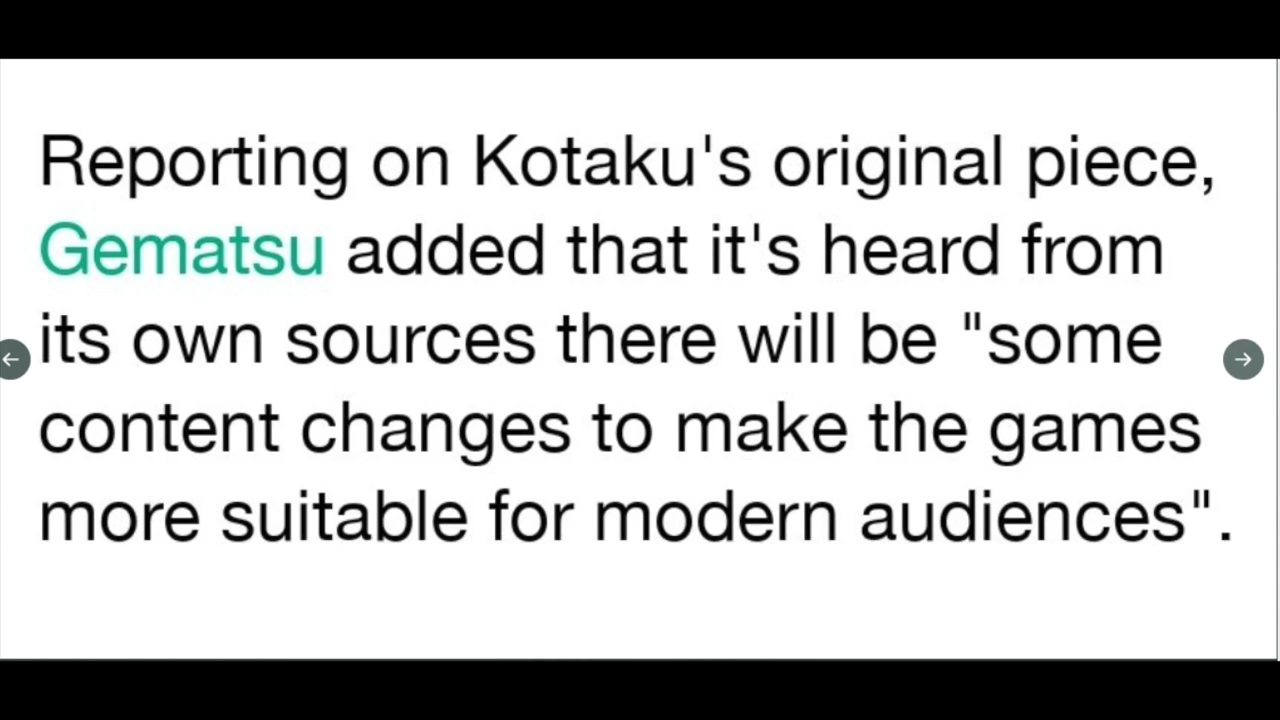 Reporting on Kotaku's original piece,
Gematsu added that it's heard from
its own sources there will be "some
content changes to make the games
more suitable for modern audiences".